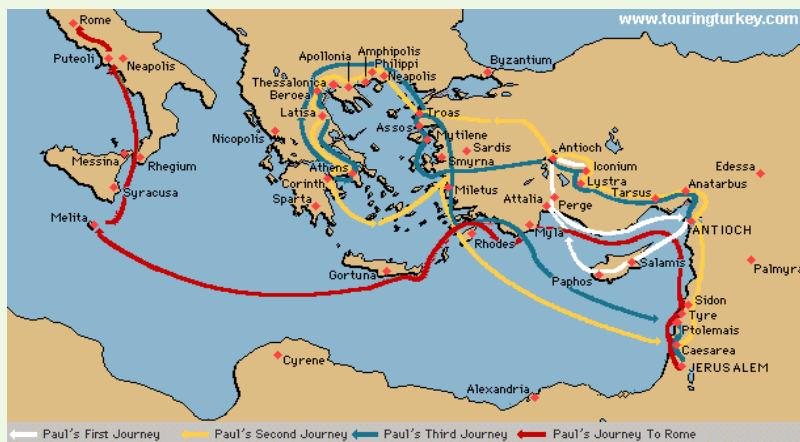 www.touringturkey.com
Rome
Puteoli
Neapolis
Byzantium
Apollonia
Amphipolis
Philippi
Neapolis
Thessalonica
Beroea
Latisa
Nicopolis
Troas
Assos
Mytilene
Sardis
Smyrna
Antioch
Iconium
Lystra
Tarsus
Anatarbus
Edessa
Messina
Rhegium
Syracusa
Athens
Corinth
Sparta
Miletus
Attalia
Perge
Melita
Rhodes
Myla
ANTIOCH
Gortuna
Salamis
Paphos
Palmyra
Sidon
Tyre
Ptolemais
Caesarea
JERUSALEM
Cyrene
Alexandria
Paul's First Journey
Paul's Second Journey
Paul's Third Journey
Paul's Journey To Rome